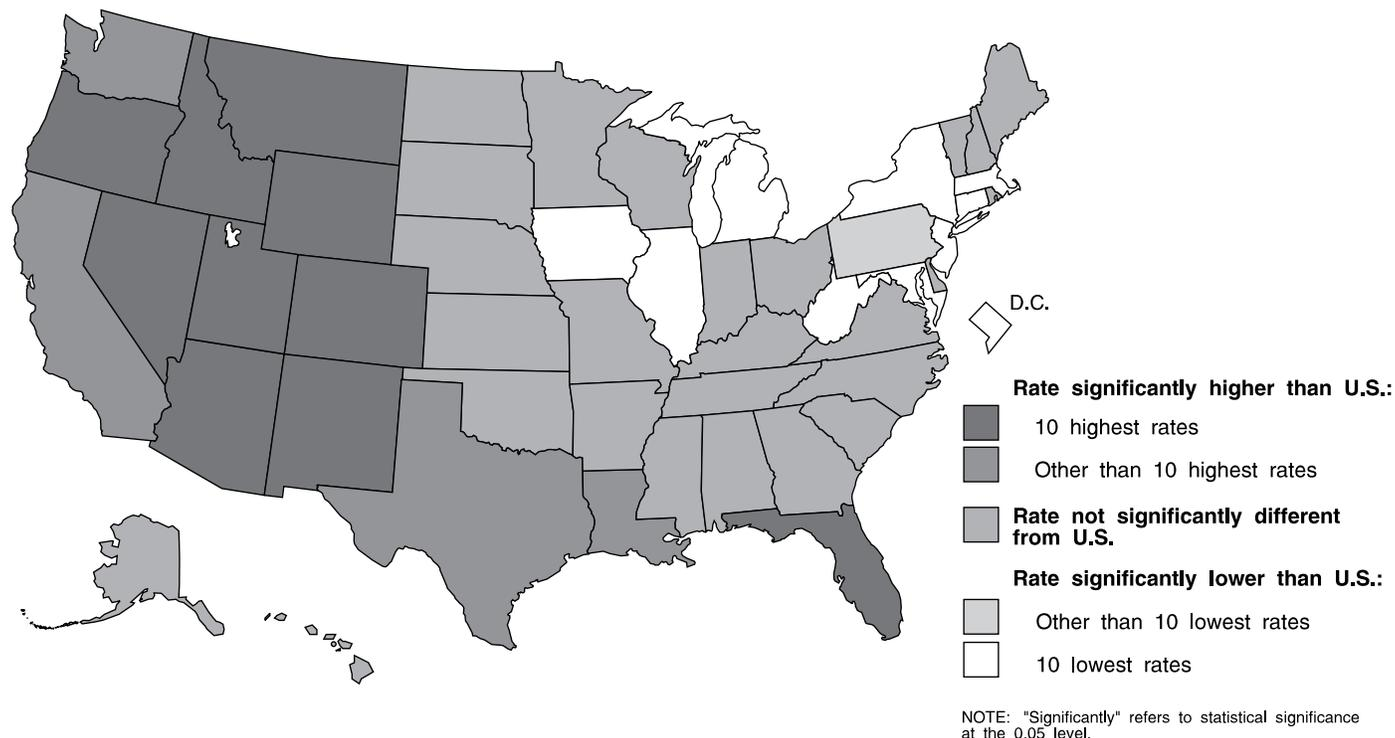 D.C.
Rate significantly higher than U.S.:
10 highest rates
Other than 10 highest rates
Rate not significantly different
from U.S.
Rate significantly lower than U.S.:
Other than 10 lowest rates
10 lowest rates
NOTE: "Significantly" refers to statistical significance
at the 0.05 level.